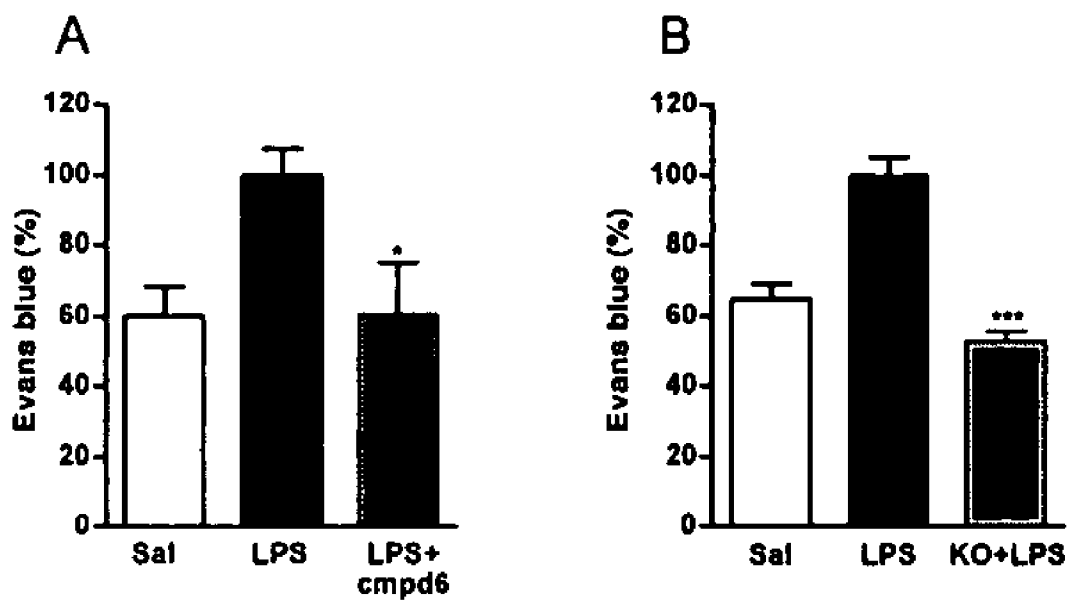 A
120
100
80
60
40
20
0
Evans blue (%)
*
Sal
LPS
LPS+
cmpd6
B
120
100
80
60
40
20
0
Evans blue (%)
***
Sal
LPS
KO+LPS